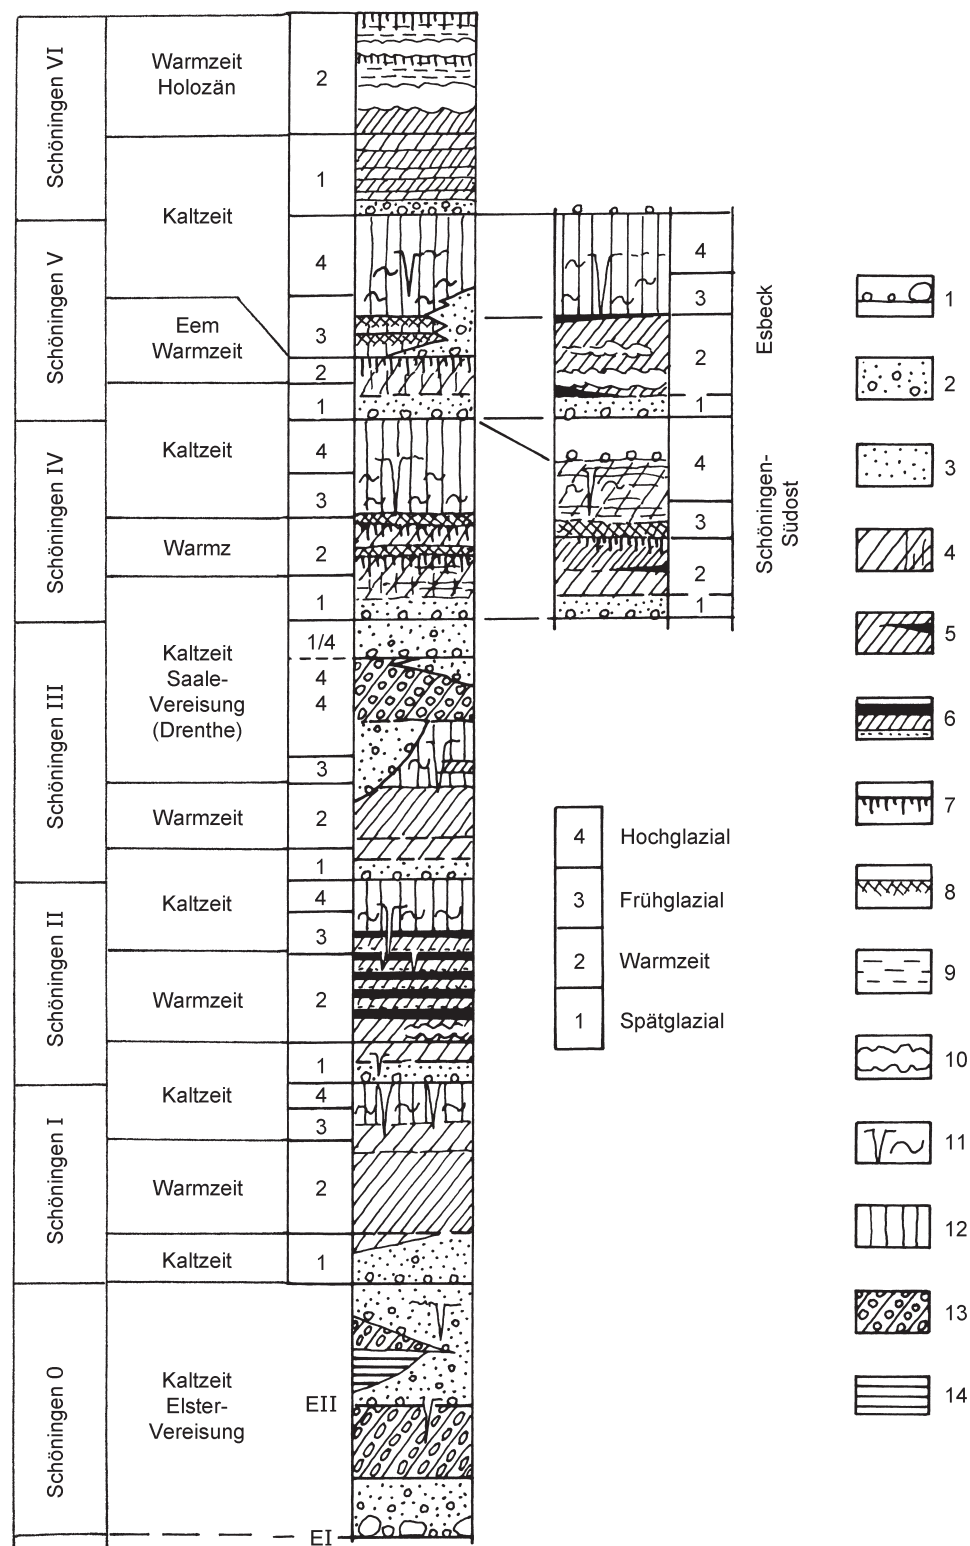 Schöningen VI
Warmzeit
Holozän
2
1
Kaltzeit
Schöningen V
4
Eem
Warmzeit
3
2
1
Schöningen IV
Kaltzeit
4
3
Warmz
2
1
Schöningen III
Kaltzeit
Saale-
Vereisung
(Drenthe)
1/4
4
4
3
Warmzeit
2
1
Schöningen II
Kaltzeit
4
3
Warmzeit
2
1
Schöningen I
Kaltzeit
4
3
Warmzeit
2
Kaltzeit
1
Schöningen 0
Kaltzeit
Elster-
Vereisung
EII
EI
4
3
2
1
Esbeck
4
3
2
1
Schöningen-
Südost
4 Hochglazial
3 Frühglazial
2 Warmzeit
1 Spätglazial
1
2
3
4
5
6
7
8
9
10
11
12
13
14